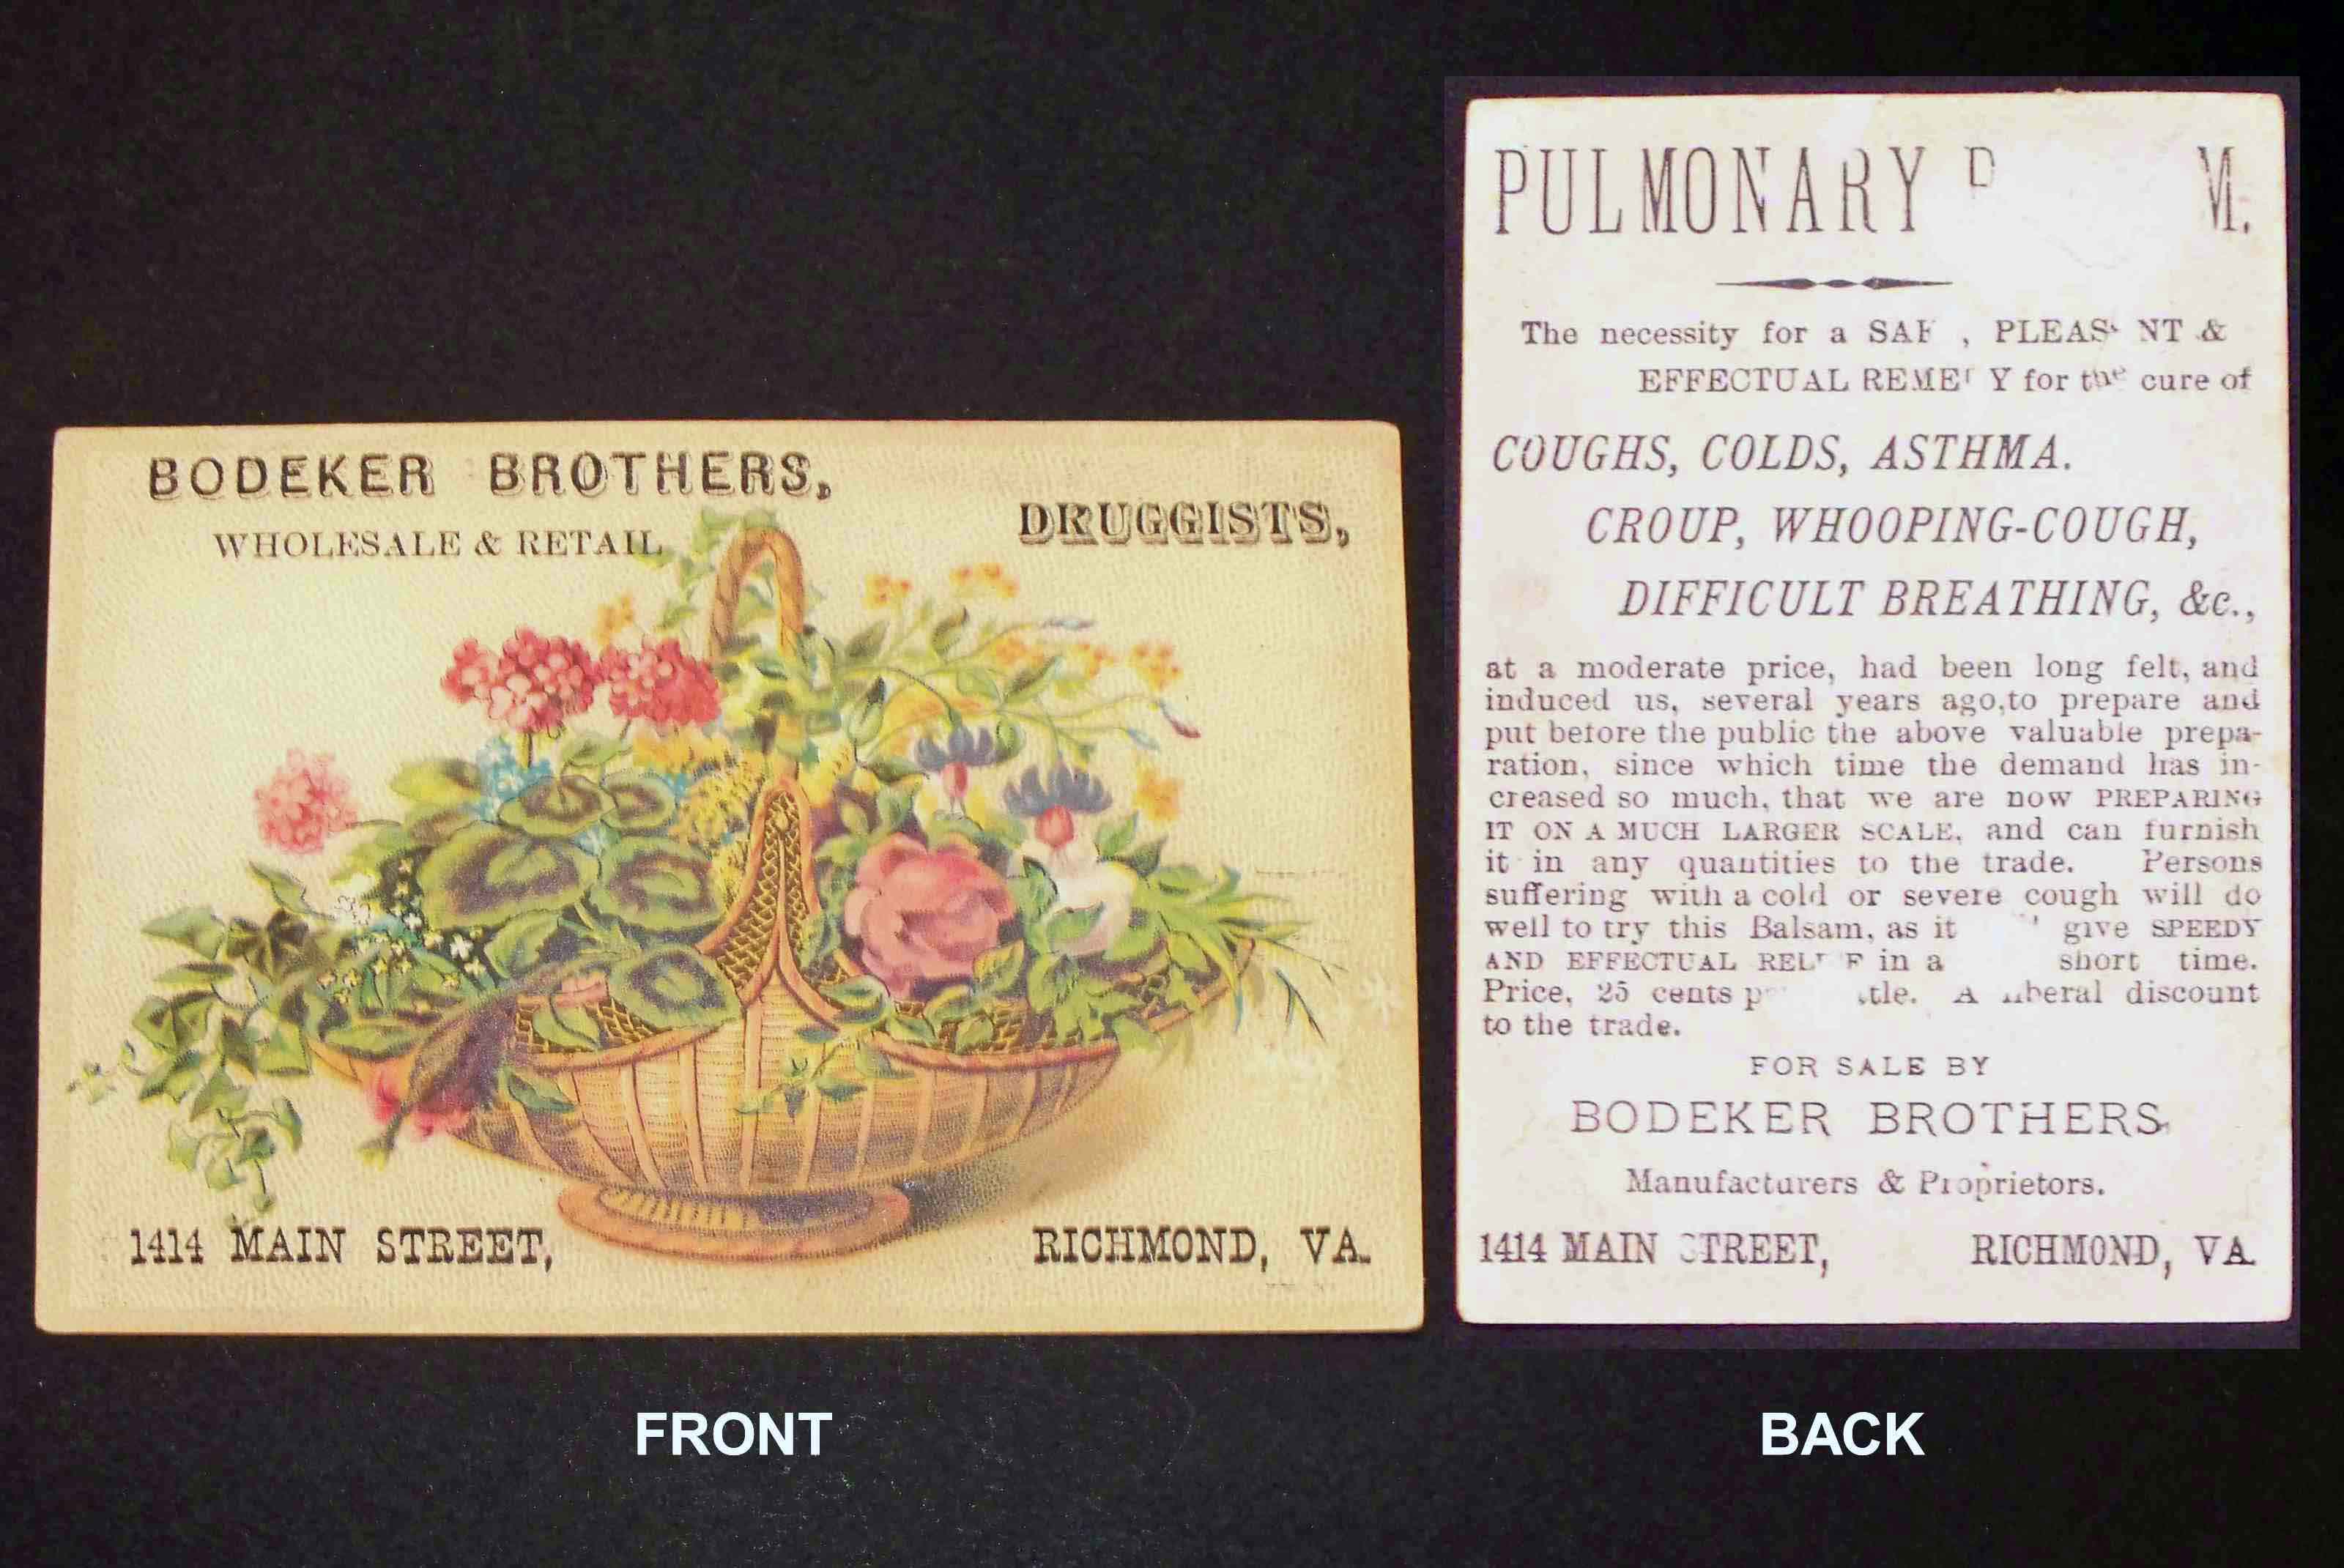 BODEKER BROTHERS,
WHOLESALE & RETAIL
DRUGGISTS,
1414 MAIN STREET,
RICHMOND, VA.
FRONT
PULMONARY
The necessity for a PLEASANT &
EFFECTUAL REMEDY for the cure of
COUGHS, COLDS, ASTHMA.
CROUP, WHOOPING-COUGH,
DIFFICULT BREATHING, &c.,
at a moderate price, had been long felt, and
induced us, several years ago,to prepare and
put before the public the above valuable prepa-
ration, since which time the demand has in-
creased so much, that we are now PREPARING
IT ON A MUCH LARGER SCALE, and can furnish
it in any quantities to the trade. Persons
suffering with a cold or severe cough will do
well to try this Balsam, as it give SPEEDY
AND EFFECTUAL RELIEF in a short time.
Price, 25 cents A liberal discount
to the trade.
FOR SALE BY
BODEKER BROTHERS,
Manufacturers & Proprietors.
1414 MAIN STREET, RICHMOND, VA.
BACK